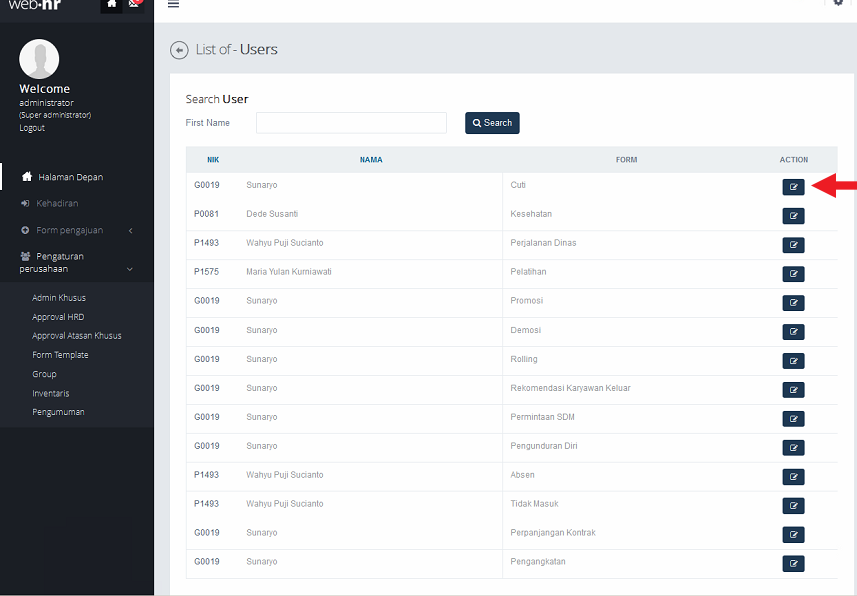 web·hr
Welcome
administrator
(Super administrator)
Logout
Halaman Depan
Kehadiran
Form pengajuan
Pengaturan
perusahaan
Admin Khusus
Approval HRD
Approval Atasan Khusus
Form Template
Group
Inventaris
Pengumuman
List of - Users
Search User
First Name
Search
NIK NAMA FORM ACTION
G0019 Sunaryo Cuti
P0081 Dede Susanti Kesehatan
P1493 Wahyu Puji Sucianto Perjalanan Dinas
P1575 Maria Yulan Kurniawati Pelatihan
G0019 Sunaryo Promosi
G0019 Sunaryo Demosi
G0019 Sunaryo Rolling
G0019 Sunaryo Rekomendasi Karyawan Keluar
G0019 Sunaryo Permintaan SDM
G0019 Sunaryo Pengunduran Diri
P1493 Wahyu Puji Sucianto Absen
P1493 Wahyu Puji Sucianto Tidak Masuk
G0019 Sunaryo Perpanjangan Kontrak
G0019 Sunaryo Pengangkatan